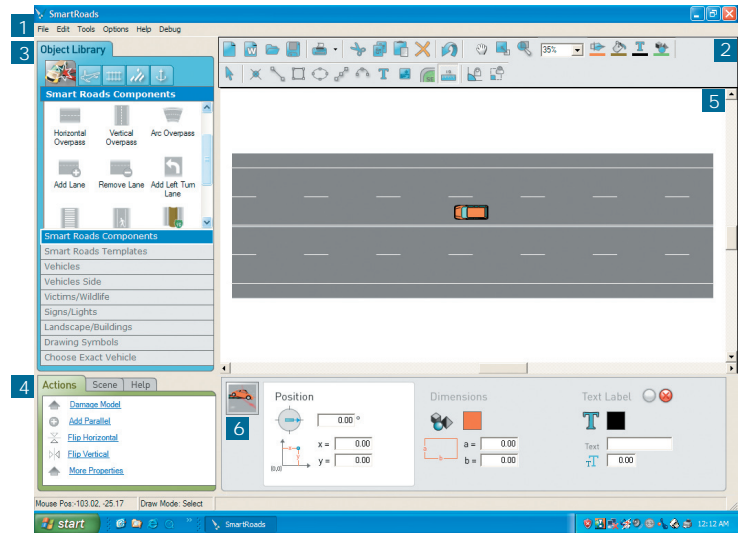 SmartRoads
1
File Edit Tools Options Help Debug
3
Object Library
35%
2
Smart Roads Components
5
Horizontal Overpass
Vertical Overpass
Arc Overpass
Add Lane
Remove Lane
Add Left Turn Lane
Smart Roads Components
Smart Roads Templates
Vehicles
Vehicles Side
Victims/Wildlife
Signs/Lights
Landscape/Buildings
Drawing Symbols
Choose Exact Vehicle
4
Actions Scene Help
Damage Model
Add Parallel
Flip Horizontal
Flip Vertical
More Properties
6
Position
0.00 °
x = 0.00
y = 0.00
(0,0)
Dimensions
a
b
a = 0.00
b = 0.00
Text Label
T
Text
TT 0.00
Mouse Pos:-103.02, -25.17 Draw Mode: Select
start
SmartRoads
12:12 AM